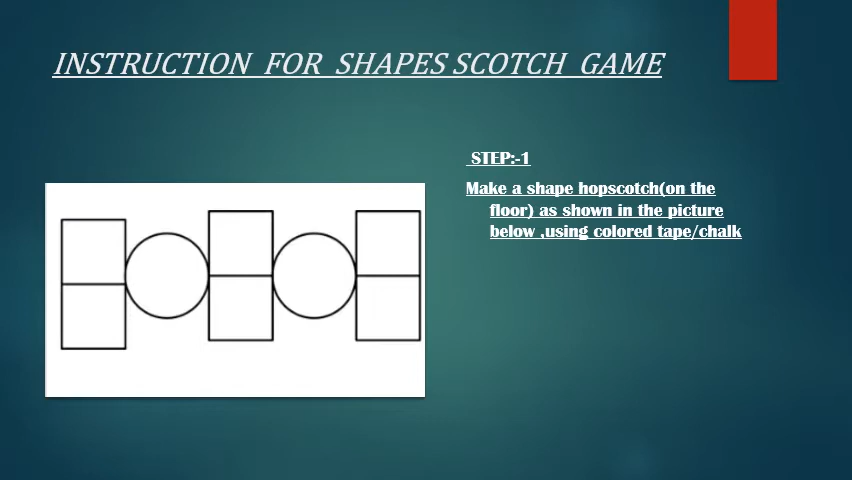 INSTRUCTION FOR SHAPES SCOTCH GAME
STEP:-1
Make a shape hopscotch(on the
floor) as shown in the picture
below ,using colored tape/chalk